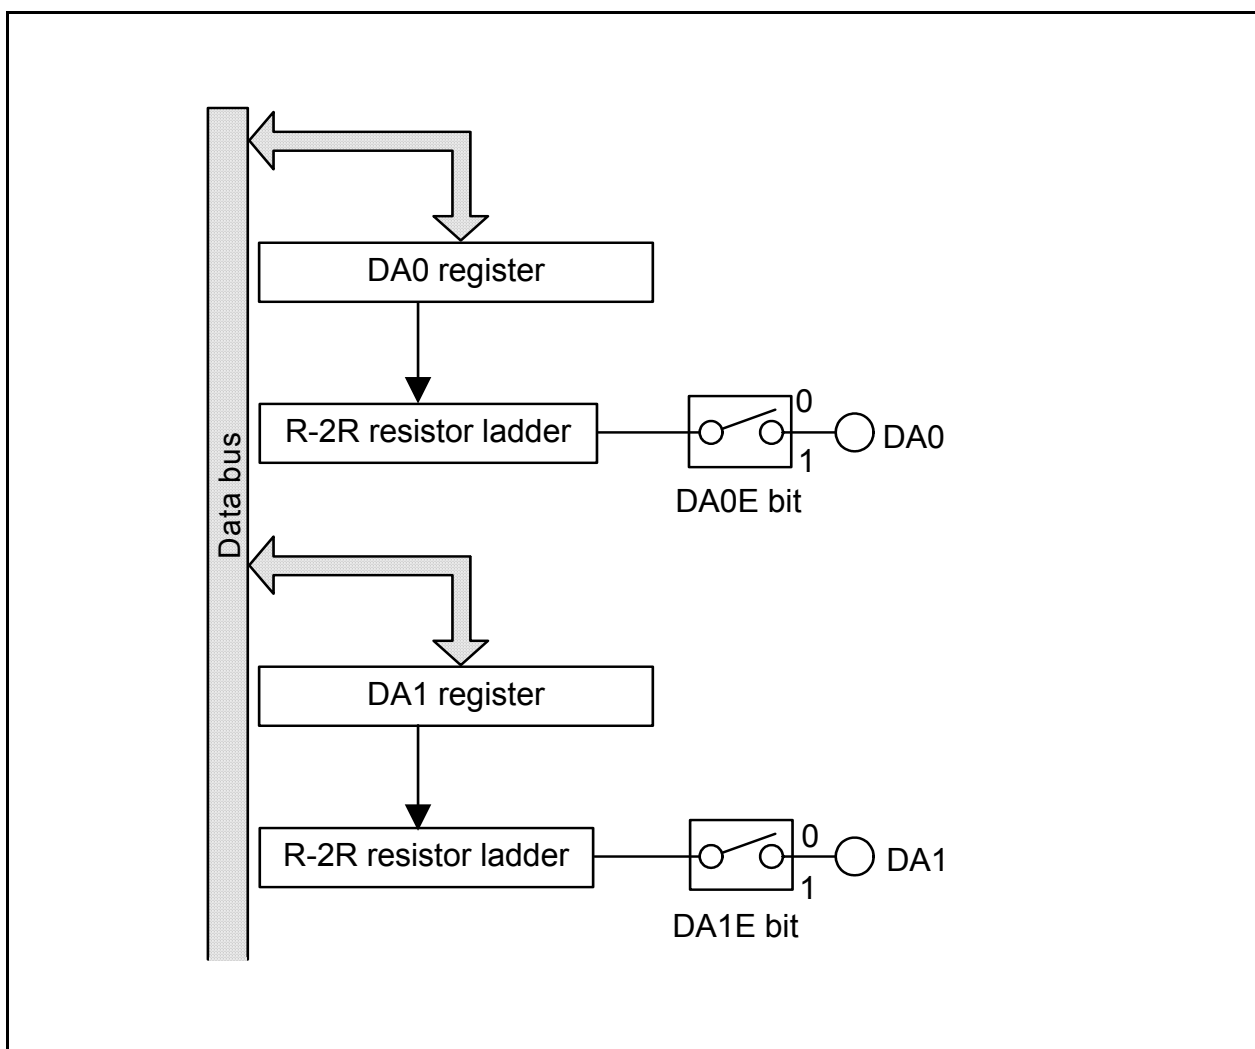 Data bus
DA0 register
R-2R resistor ladder
0
1
DA0
DA0E bit
DA1 register
R-2R resistor ladder
0
1
DA1
DA1E bit